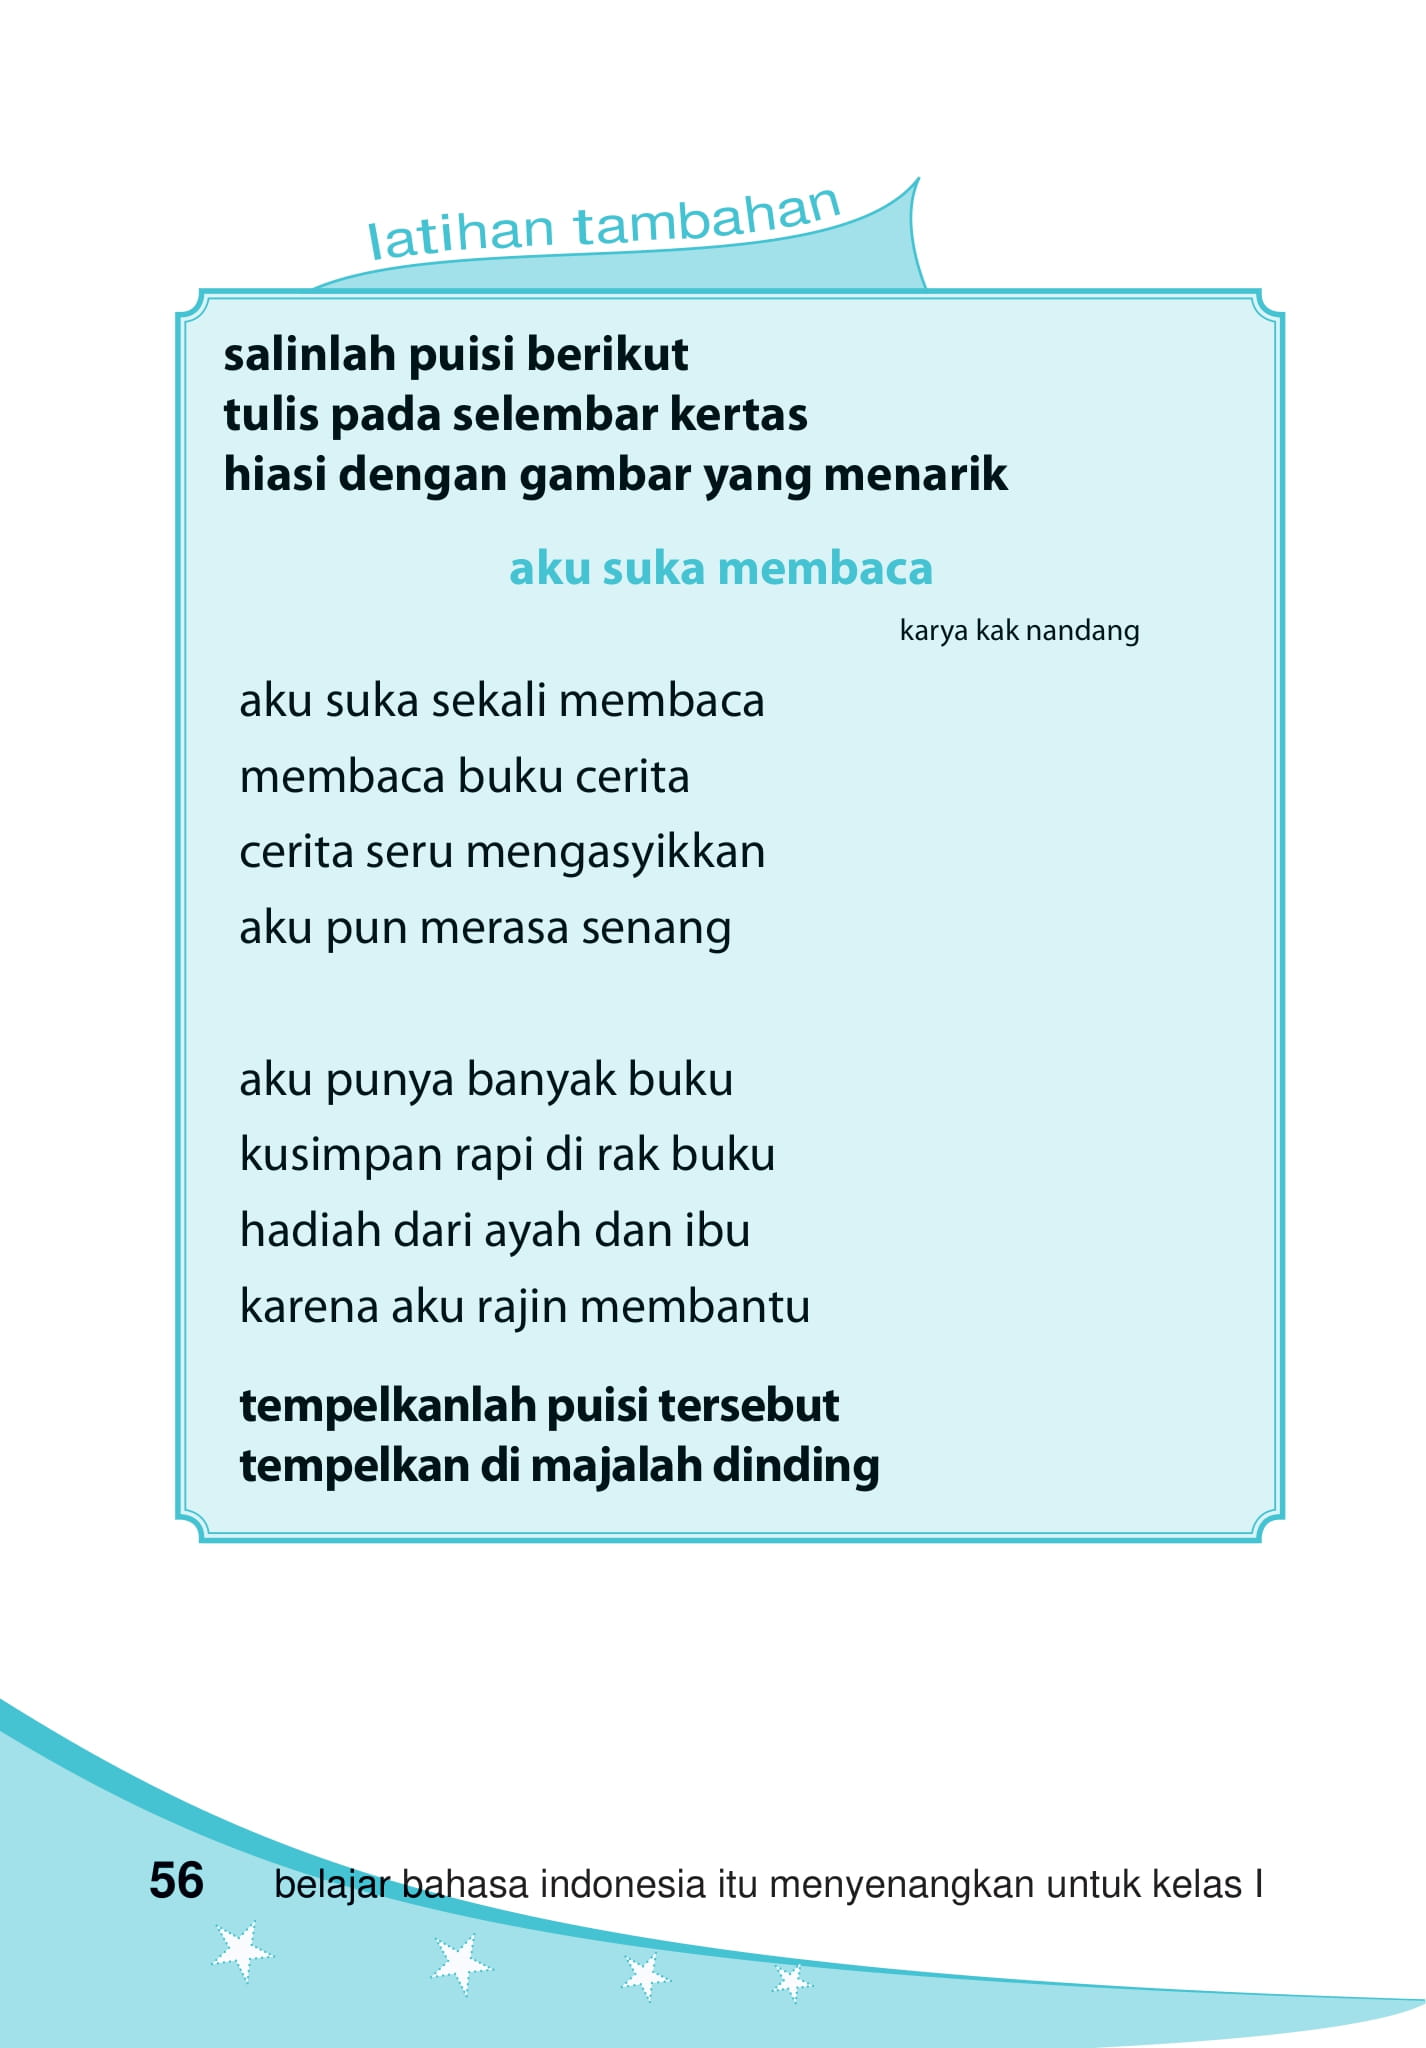 latihan tambahan
salinlah puisi berikut
tulis pada selembar kertas
hiasi dengan gambar yang menarik
aku suka membaca
karya kak nandang
aku suka sekali membaca
membaca buku cerita
cerita seru mengasyikkan
aku pun merasa senang
aku punya banyak buku
kusimpan rapi di rak buku
hadiah dari ayah dan ibu
karena aku rajin membantu
tempelkanlah puisi tersebut
tempelkan di majalah dinding
56 belajar bahasa indonesia itu menyenangkan untuk kelas I